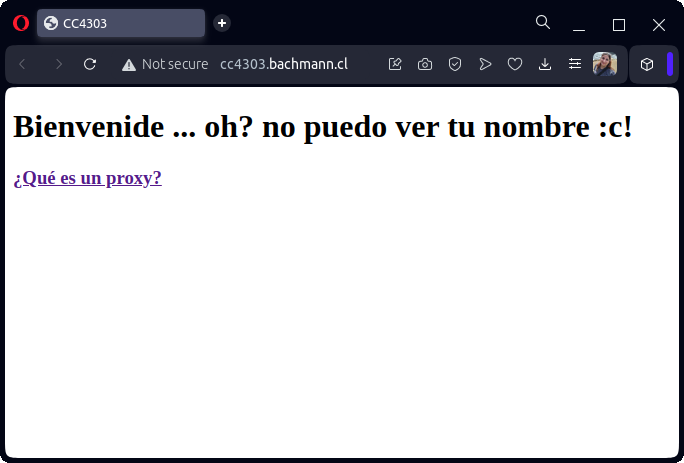 CC4303
Not secure cc4303.bachmann.cl
Bienvenide ... oh? no puedo ver tu nombre :c!
¿Qué es un proxy?